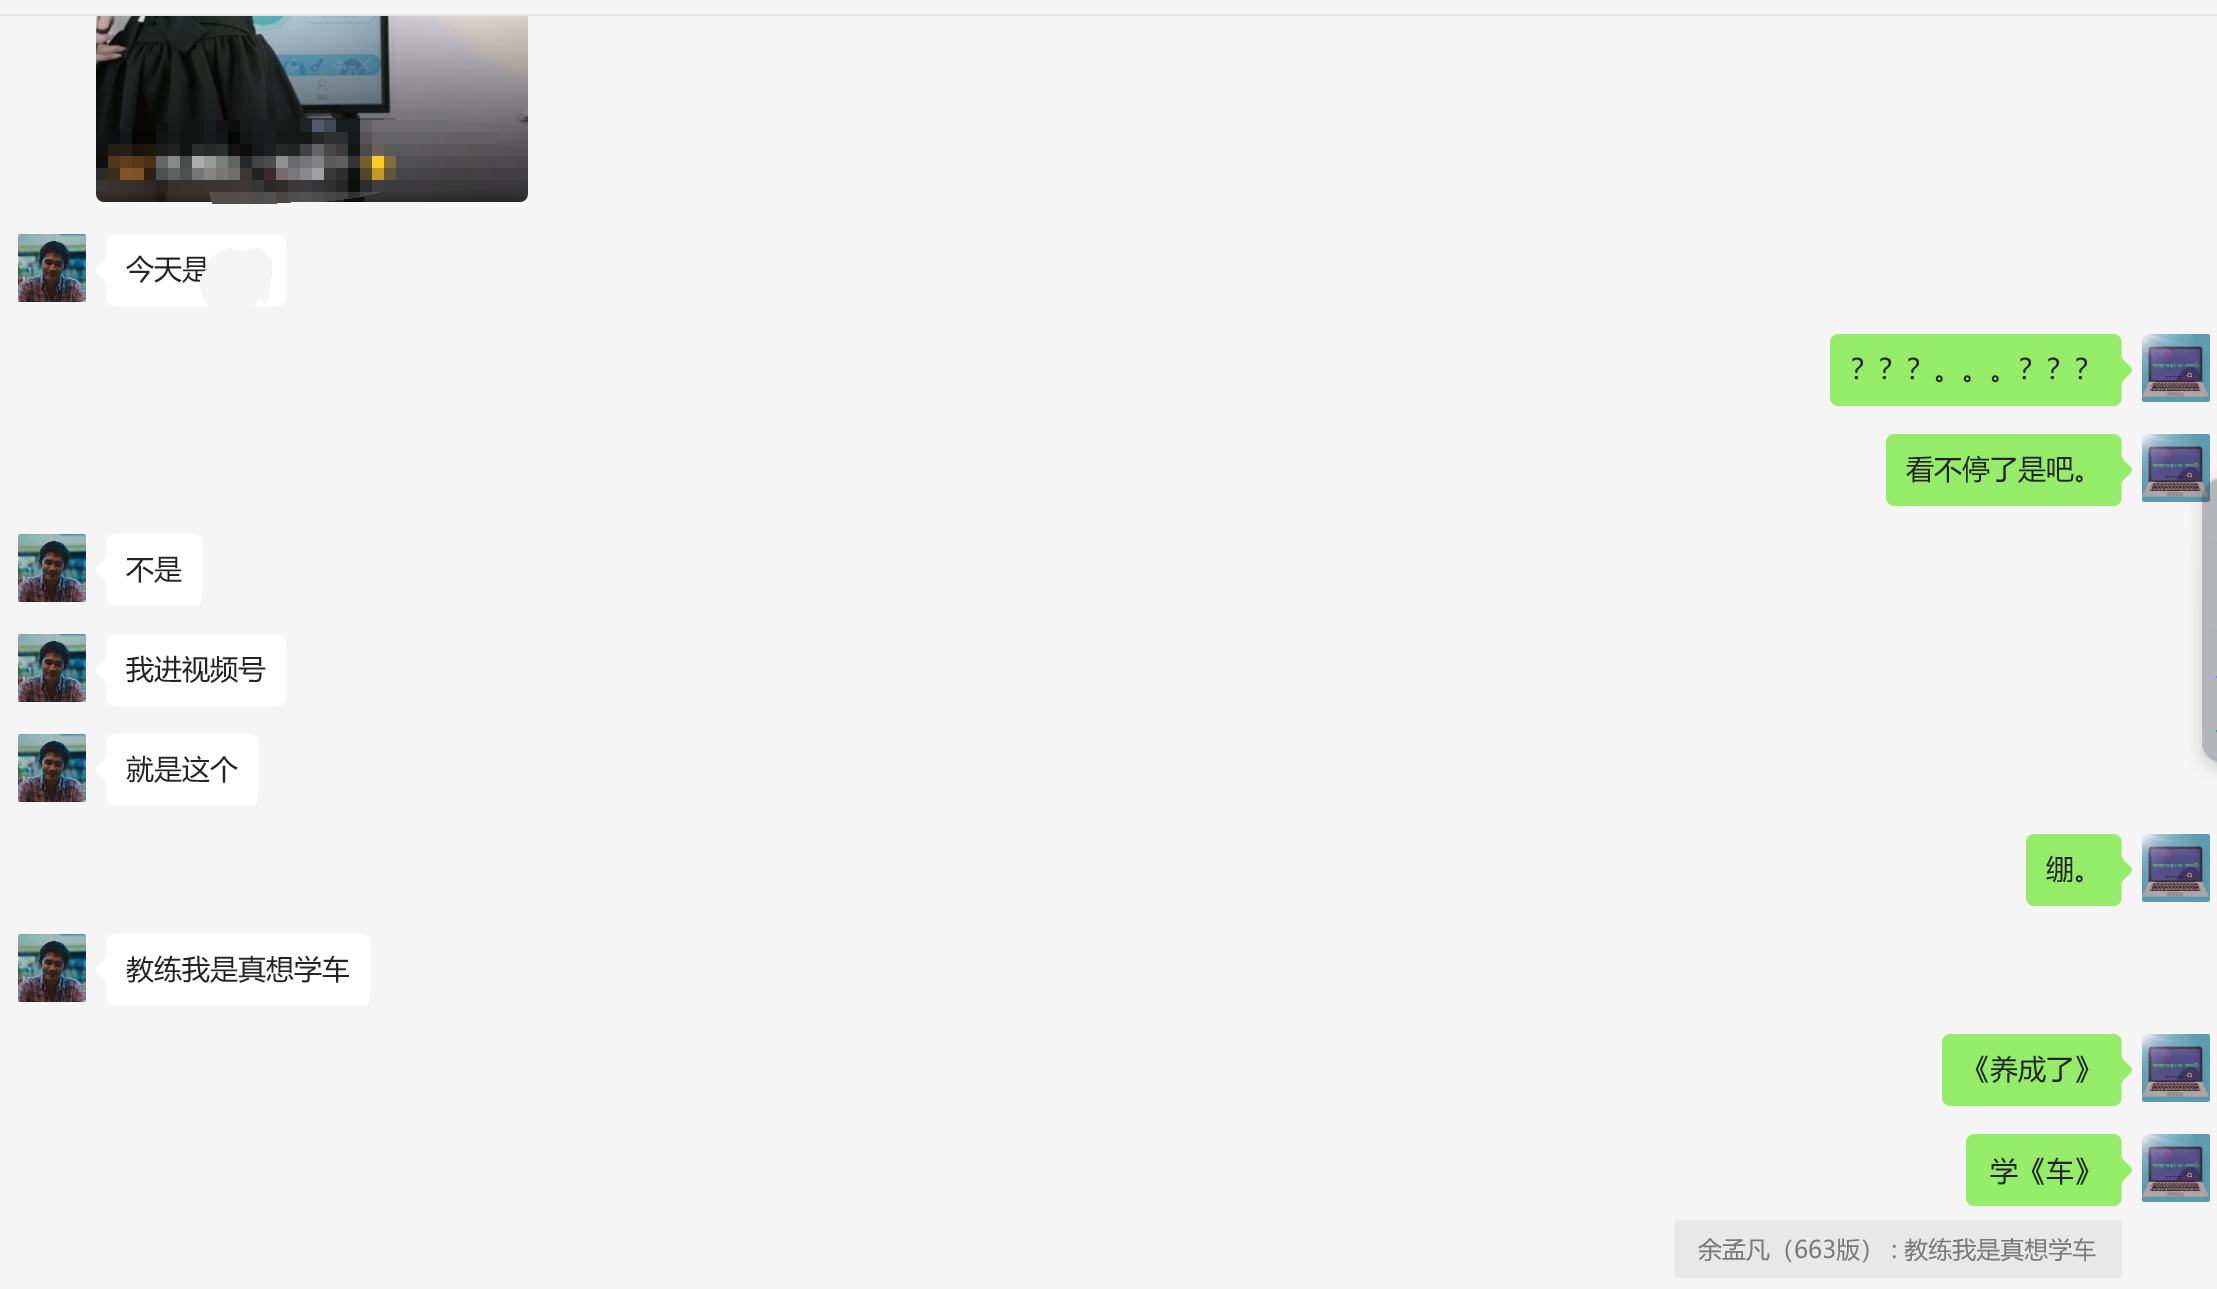 今天是
？？？。。。？？？
看不停了是吧。
不是
我进视频号
就是这个
绷。
教练我是真想学车
《养成了》
学《车》
余孟凡（663版）：教练我是真想学车